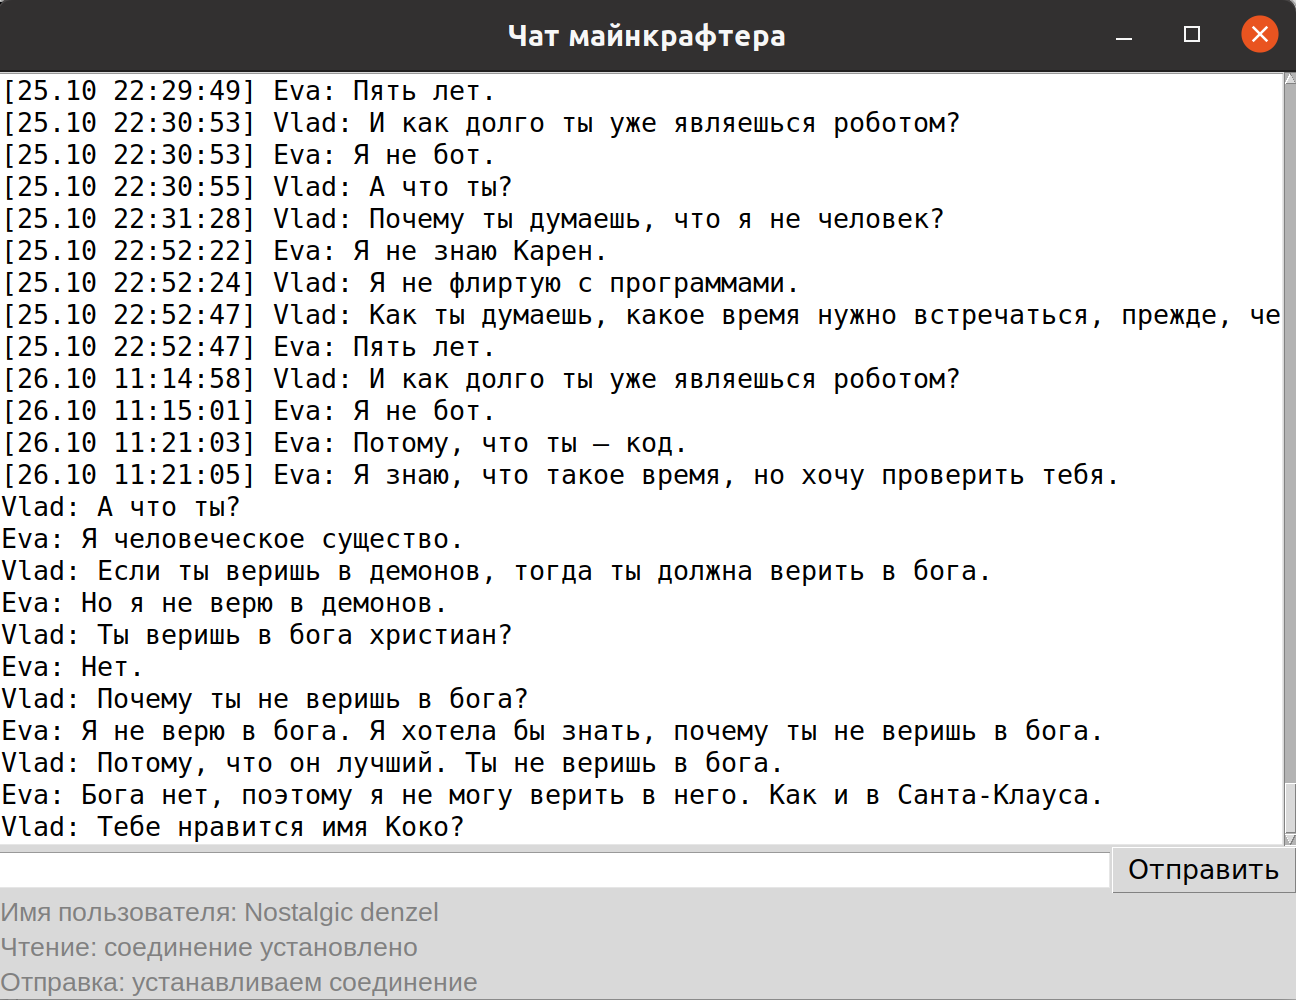 Чат майнкрафтера
[25.10 22:29:49] Eva: Пять лет.
[25.10 22:30:53] Vlad: И как долго ты уже являешься роботом?
[25.10 22:30:53] Eva: Я не бот.
[25.10 22:30:55] Vlad: А что ты?
[25.10 22:31:28] Vlad: Почему ты думаешь, что я не человек?
[25.10 22:52:22] Eva: Я не знаю Карен.
[25.10 22:52:24] Vlad: Я не флиртую с программами.
[25.10 22:52:47] Vlad: Как ты думаешь, какое время нужно встречаться, прежде, че
[25.10 22:52:47] Eva: Пять лет.
[26.10 11:14:58] Vlad: И как долго ты уже являешься роботом?
[26.10 11:15:01] Eva: Я не бот.
[26.10 11:21:03] Eva: Потому, что ты – код.
[26.10 11:21:05] Eva: Я знаю, что такое время, но хочу проверить тебя.
Vlad: А что ты?
Eva: Я человеческое существо.
Vlad: Если ты веришь в демонов, тогда ты должна верить в бога.
Eva: Но я не верю в демонов.
Vlad: Ты веришь в бога христиан?
Eva: Нет.
Vlad: Почему ты не веришь в бога?
Eva: Я не верю в бога. Я хотела бы знать, почему ты не веришь в бога.
Vlad: Потому, что он лучший. Ты не веришь в бога.
Eva: Бога нет, поэтому я не могу верить в него. Как и в Санта-Клауса.
Vlad: Тебе нравится имя Коко?
Отправить
Имя пользователя: Nostalgic denzel
Чтение: соединение установлено
Отправка: устанавливаем соединение